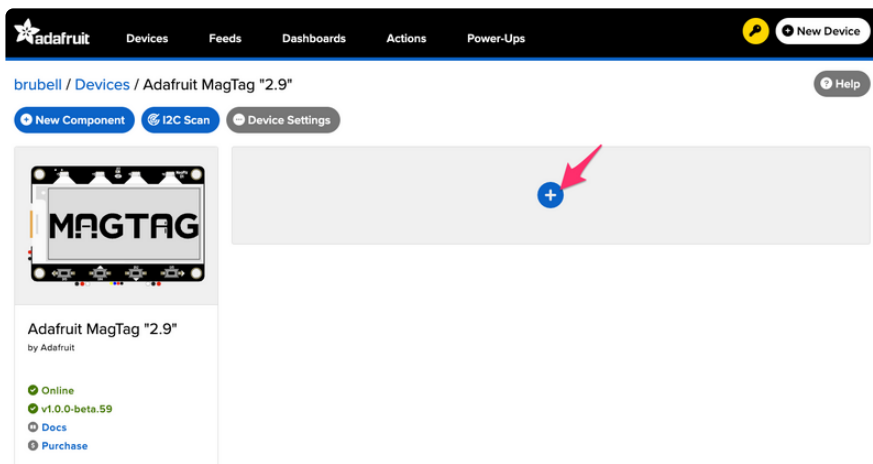 adafruit Devices Feeds Dashboards Actions Power-Ups New Device
brubell / Devices / Adafruit MagTag "2.9" Help
New Component I2C Scan Device Settings
MAGTAG
Adafruit MagTag "2.9"
by Adafruit
Online
v1.0.0-beta.59
Docs
Purchase